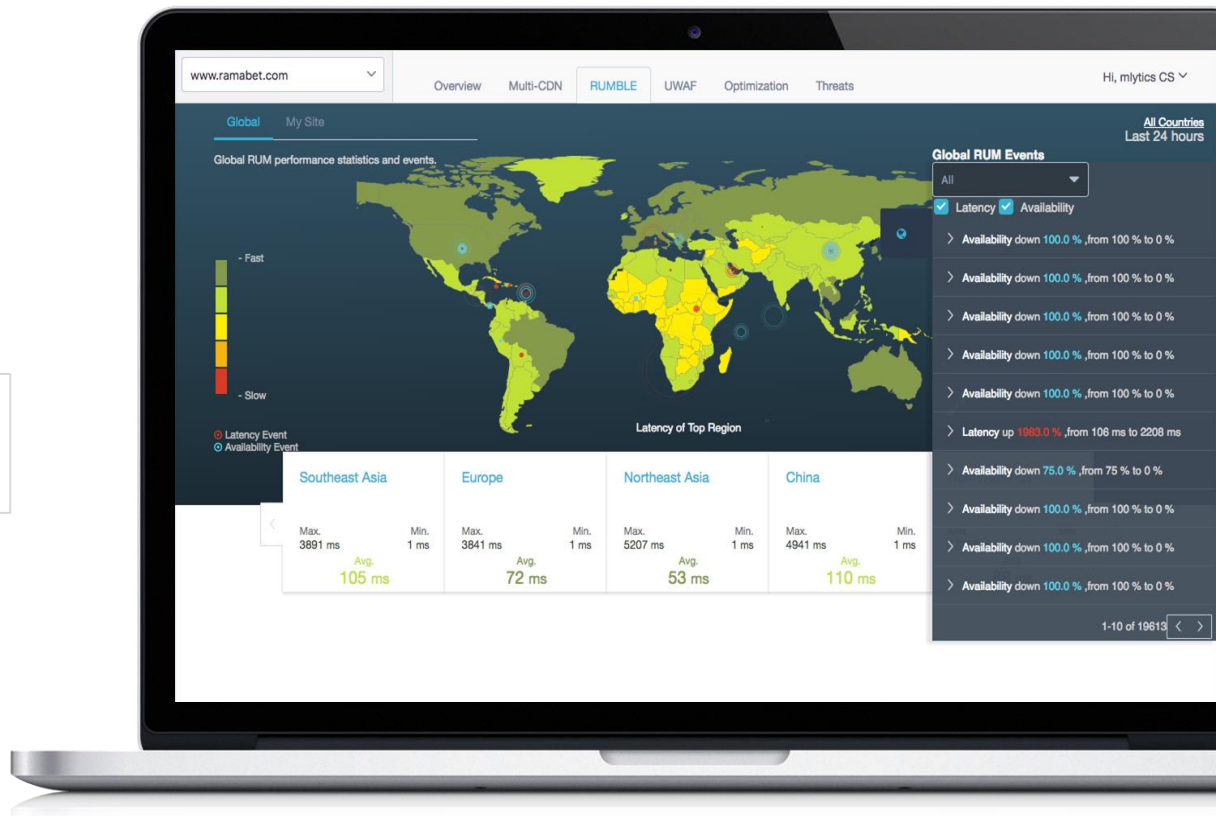 www.ramabet.com
Overview Multi-CDN RUMBLE UWAF Optimization Threats
Hi, mlytics CS
Global My Site
All Countries
Last 24 hours
Global RUM performance statistics and events.
Global RUM Events
All
Latency Availability
Availability down 100.0 % ,from 100 % to 0 %
Availability down 100.0 % ,from 100 % to 0 %
Availability down 100.0 % ,from 100 % to 0 %
Availability down 100.0 % ,from 100 % to 0 %
Availability down 100.0 % ,from 100 % to 0 %
Latency up 1983.0 % ,from 106 ms to 2208 ms
Availability down 75.0 % ,from 75 % to 0 %
Availability down 100.0 % ,from 100 % to 0 %
Availability down 100.0 % ,from 100 % to 0 %
Availability down 100.0 % ,from 100 % to 0 %
1-10 of 19613
- Fast
- Slow
Latency Event
Availability Event
Latency of Top Region
Southeast Asia
Max. Min.
3891 ms 1 ms
Avg.
105 ms
Europe
Max. Min.
3841 ms 1 ms
Avg.
72 ms
Northeast Asia
Max. Min.
5207 ms 1 ms
Avg.
53 ms
China
Max. Min.
4941 ms 1 ms
Avg.
110 ms